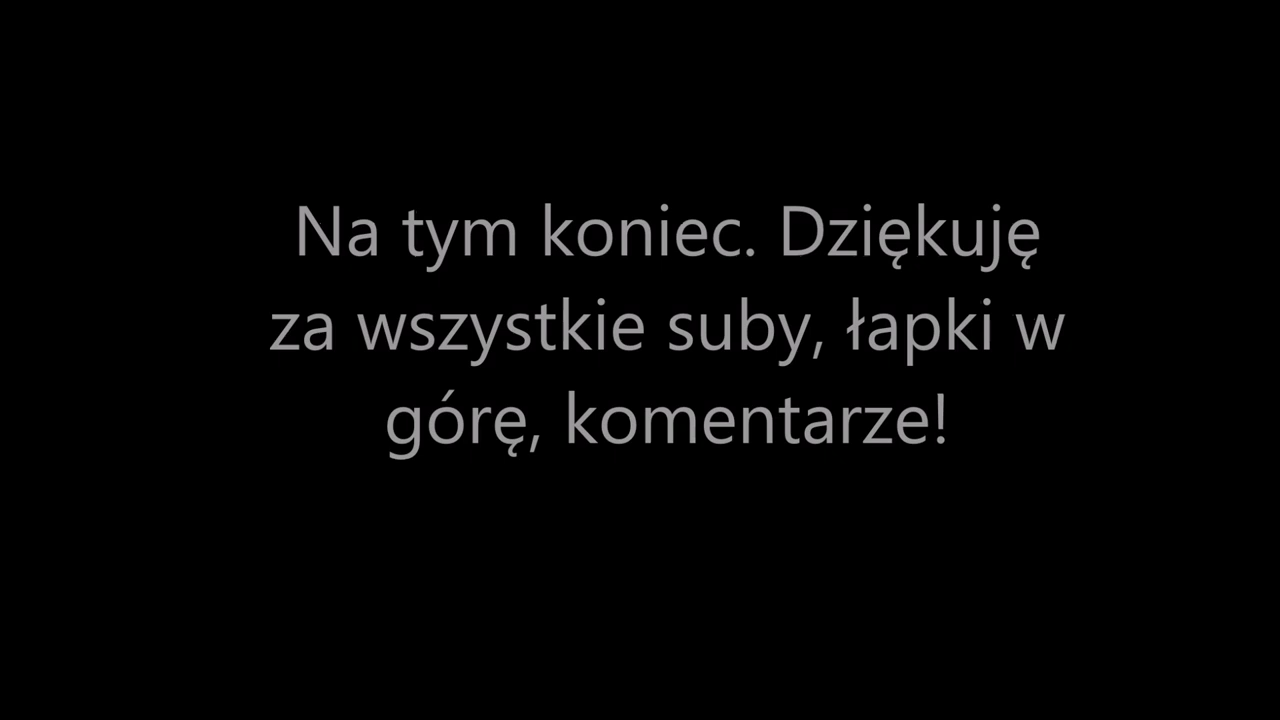 Na tym koniec. Dziękuję
za wszystkie suby, łapki w
górę, komentarze!